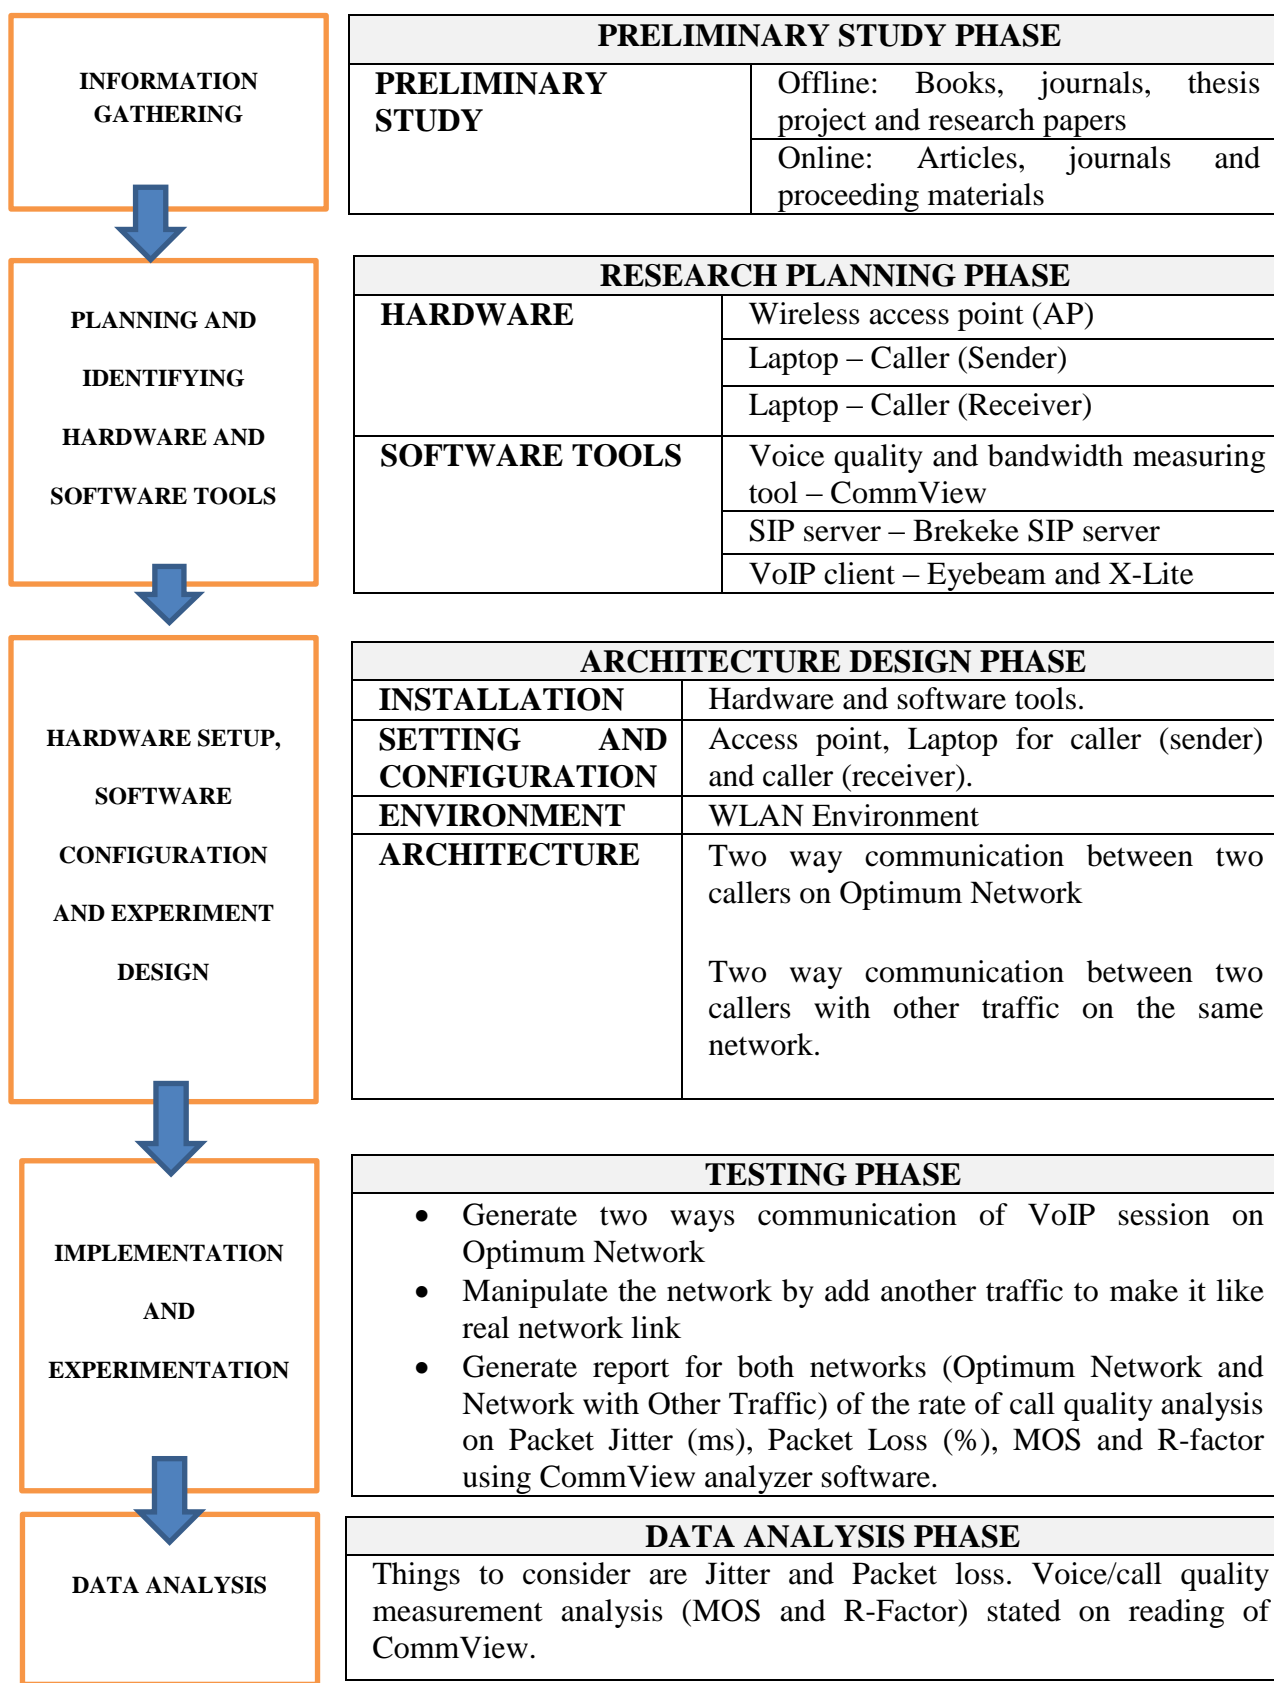 INFORMATION
GATHERING
PRELIMINARY STUDY PHASE
PRELIMINARY
STUDY
Offline: Books, journals, thesis
project and research papers
Online: Articles, journals and
proceeding materials
PLANNING AND
IDENTIFYING
HARDWARE AND
SOFTWARE TOOLS
RESEARCH PLANNING PHASE
HARDWARE
Wireless access point (AP)
Laptop – Caller (Sender)
Laptop – Caller (Receiver)
SOFTWARE TOOLS
Voice quality and bandwidth measuring
tool – CommView
SIP server – Brekeke SIP server
VoIP client – Eyebeam and X-Lite
HARDWARE SETUP,
SOFTWARE
CONFIGURATION
AND EXPERIMENT
DESIGN
ARCHITECTURE DESIGN PHASE
INSTALLATION
Hardware and software tools.
SETTING AND
CONFIGURATION
Access point, Laptop for caller (sender)
and caller (receiver).
ENVIRONMENT
WLAN Environment
ARCHITECTURE
Two way communication between two
callers on Optimum Network
Two way communication between two
callers with other traffic on the same
network.
IMPLEMENTATION
AND
EXPERIMENTATION
TESTING PHASE
• Generate two ways communication of VoIP session on
Optimum Network
• Manipulate the network by add another traffic to make it like
real network link
• Generate report for both networks (Optimum Network and
Network with Other Traffic) of the rate of call quality analysis
on Packet Jitter (ms), Packet Loss (%), MOS and R-factor
using CommView analyzer software.
DATA ANALYSIS
DATA ANALYSIS PHASE
Things to consider are Jitter and Packet loss. Voice/call quality
measurement analysis (MOS and R-Factor) stated on reading of
CommView.